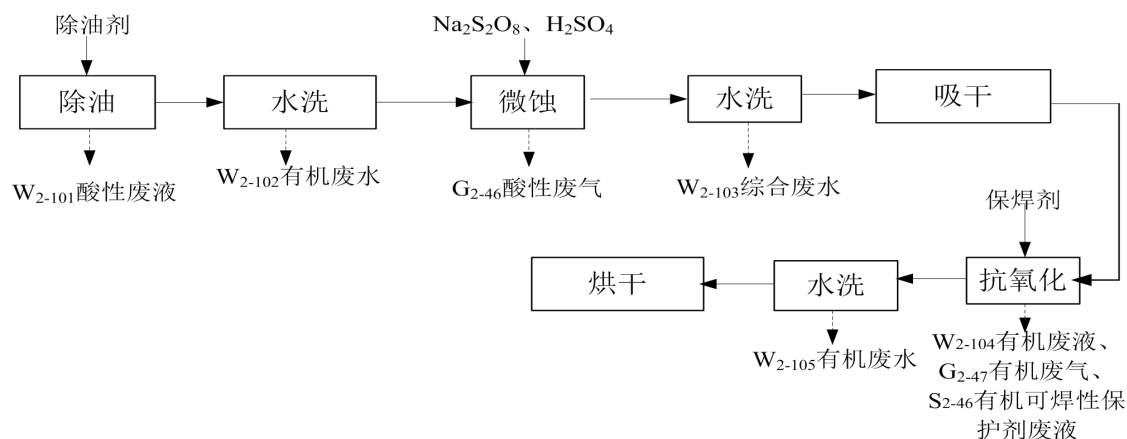 除油剂
Na₂S₂O₈、H₂SO₄
除油
水洗
微蚀
水洗
吸干
W₂₋₁₀₁酸性废液
W₂₋₁₀₂有机废水
G₂₋₄₆酸性废气
W₂₋₁₀₃综合废水
保焊剂
烘干
水洗
抗氧化
W₂₋₁₀₅有机废水
W₂₋₁₀₄有机废液、
G₂₋₄₇有机废气、
S₂₋₄₆有机可焊性保
护剂废液